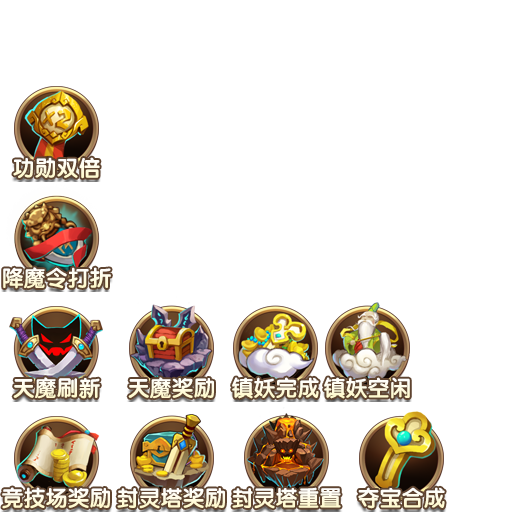 功勋双倍
降魔令打折
天魔刷新
天魔奖励
镇妖完成
镇妖空闲
竞技场奖励
封灵塔奖励
封灵塔重置
夺宝合成